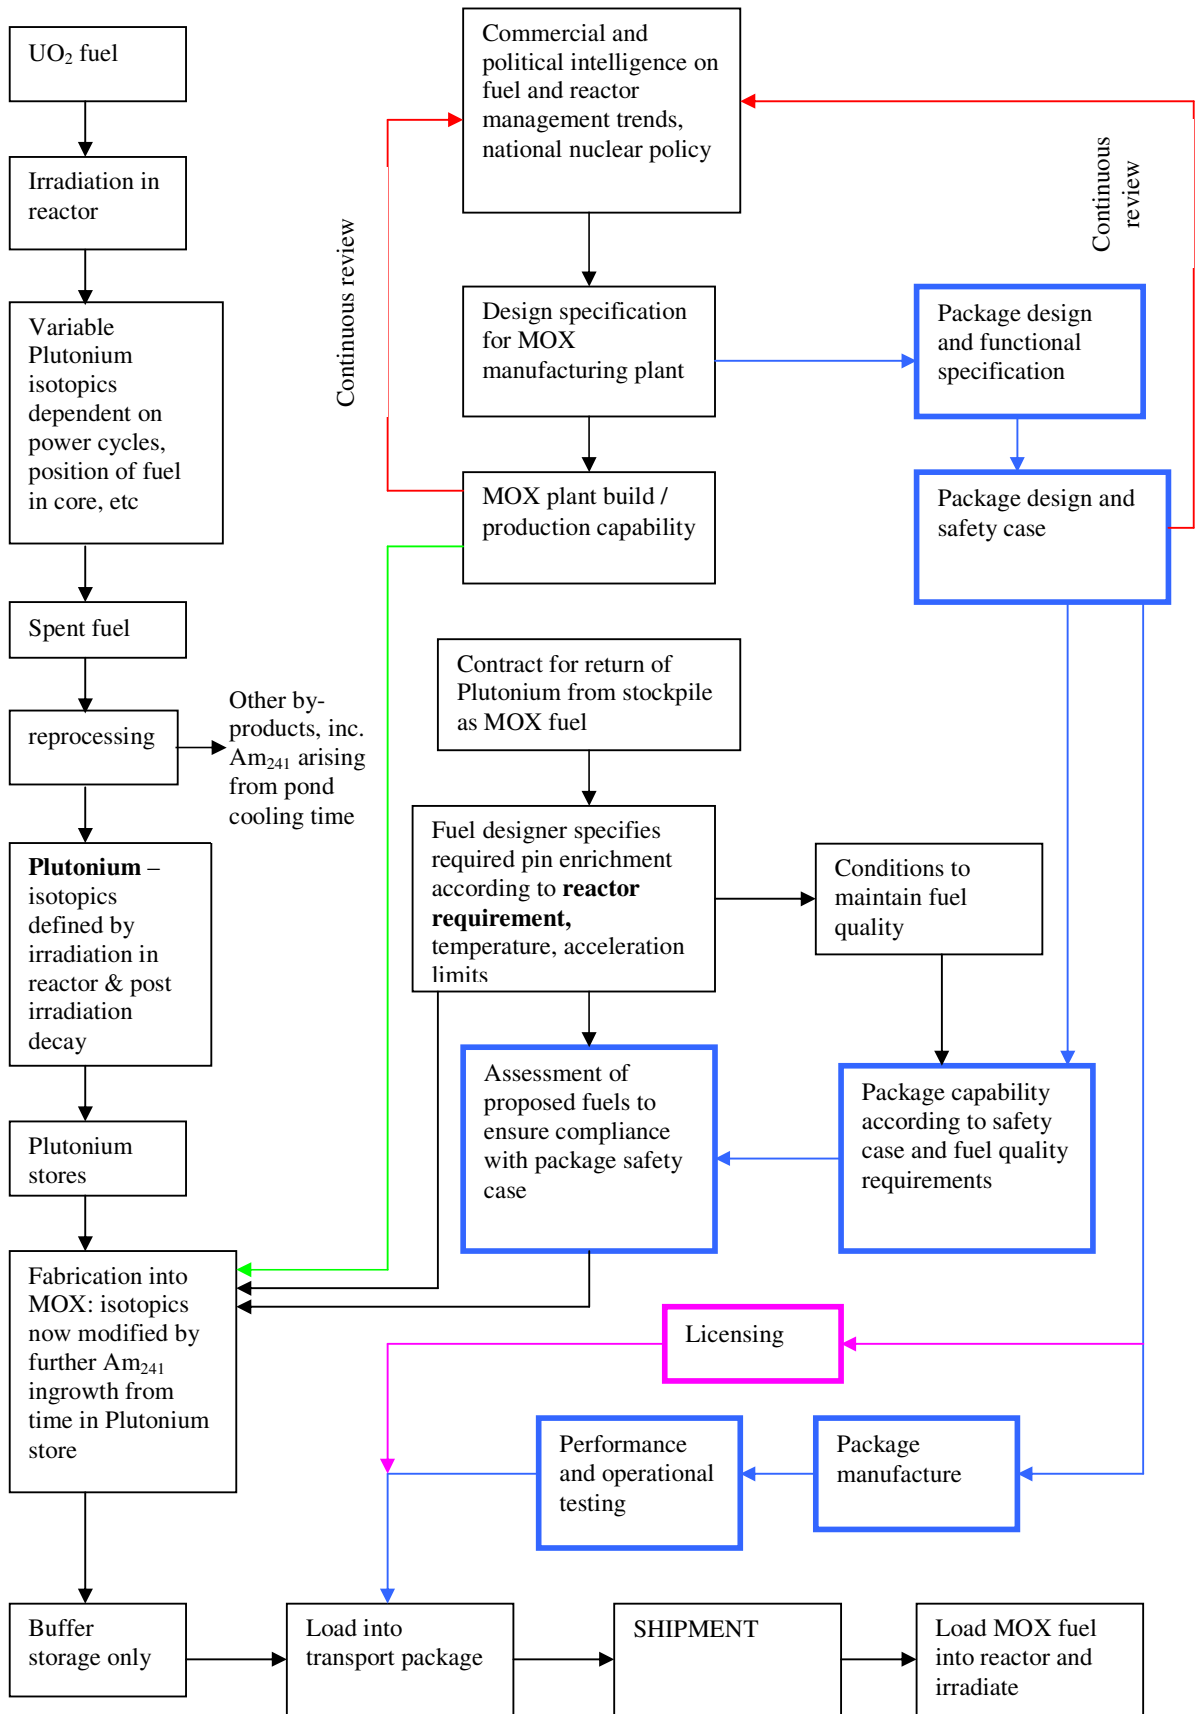 UO₂ fuel
Irradiation in
reactor
Variable
Plutonium
isotopics
dependent on
power cycles,
position of fuel
in core, etc
Spent fuel
reprocessing
Other by-
products, inc.
Am₂₄₁ arising
from pond
cooling time
Plutonium –
isotopics
defined by
irradiation in
reactor & post
irradiation
decay
Plutonium
stores
Fabrication into
MOX: isotopics
now modified by
further Am₂₄₁
ingrowth from
time in Plutonium
store
Buffer
storage only
Commercial and
political intelligence on
fuel and reactor
management trends,
national nuclear policy
Continuous review
Continuous
review
Design specification
for MOX
manufacturing plant
Package design
and functional
specification
MOX plant build /
production capability
Package design and
safety case
Contract for return of
Plutonium from stockpile
as MOX fuel
Fuel designer specifies
required pin enrichment
according to reactor
requirement,
temperature, acceleration
limits
Conditions to
maintain fuel
quality
Assessment of
proposed fuels to
ensure compliance
with package safety
case
Package capability
according to safety
case and fuel quality
requirements
Licensing
Performance
and operational
testing
Package
manufacture
Load into
transport package
SHIPMENT
Load MOX fuel
into reactor and
irradiate